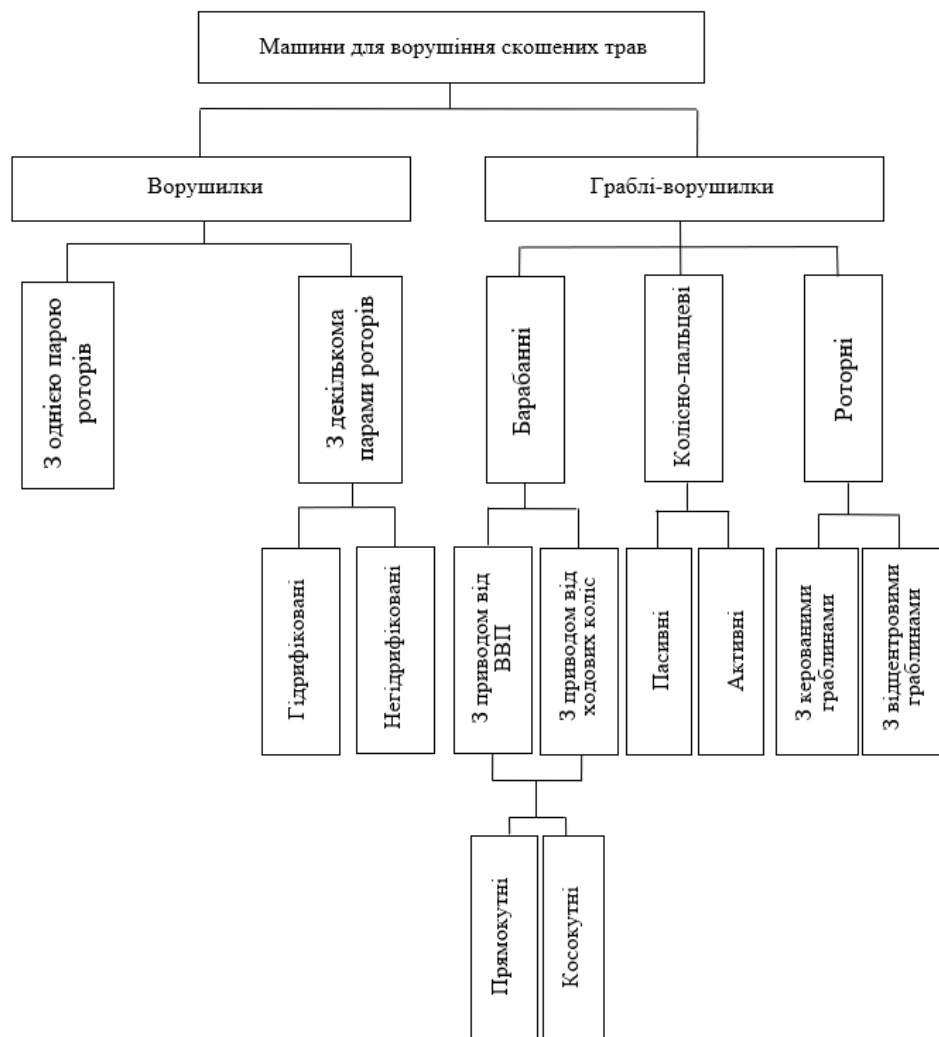 Машини для ворушіння скошених трав
Ворушилки
Граблі-ворушилки
З однією парою
роторів
З декількома
парами роторів
Барабанні
Колісно-пальцеві
Роторні
Гідрифіковані
Негідрифіковані
З приводом від
ВВП
З приводом від
ходових коліс
Пасивні
Активні
З керованими
граблинами
З відцентровими
граблинами
Прямокутні
Косокутні